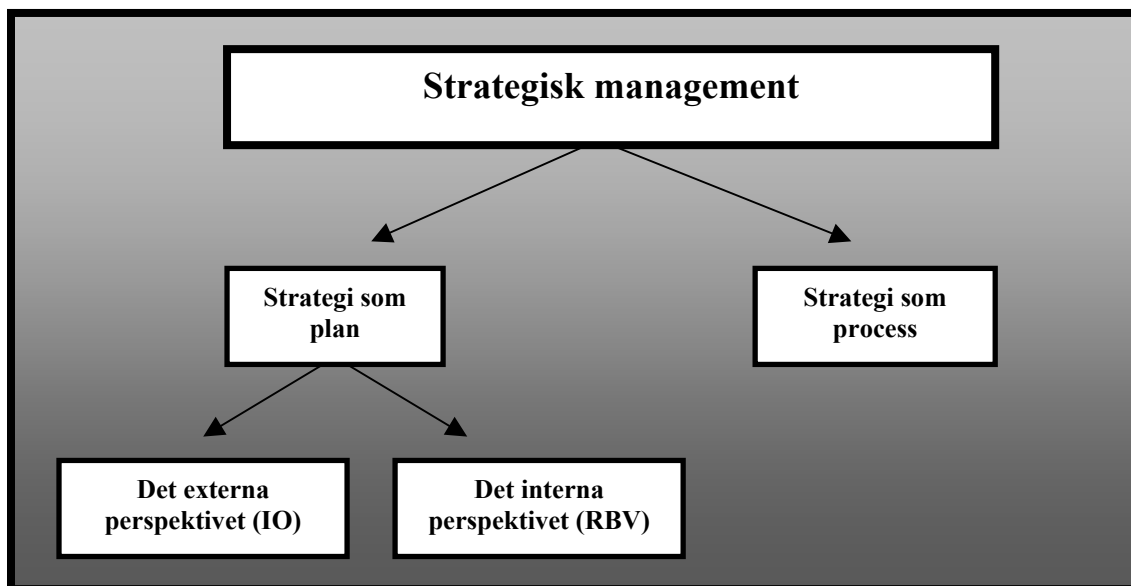 Strategisk management
Strategi som
plan
Strategi som
process
Det externa
perspektivet (IO)
Det interna
perspektivet (RBV)